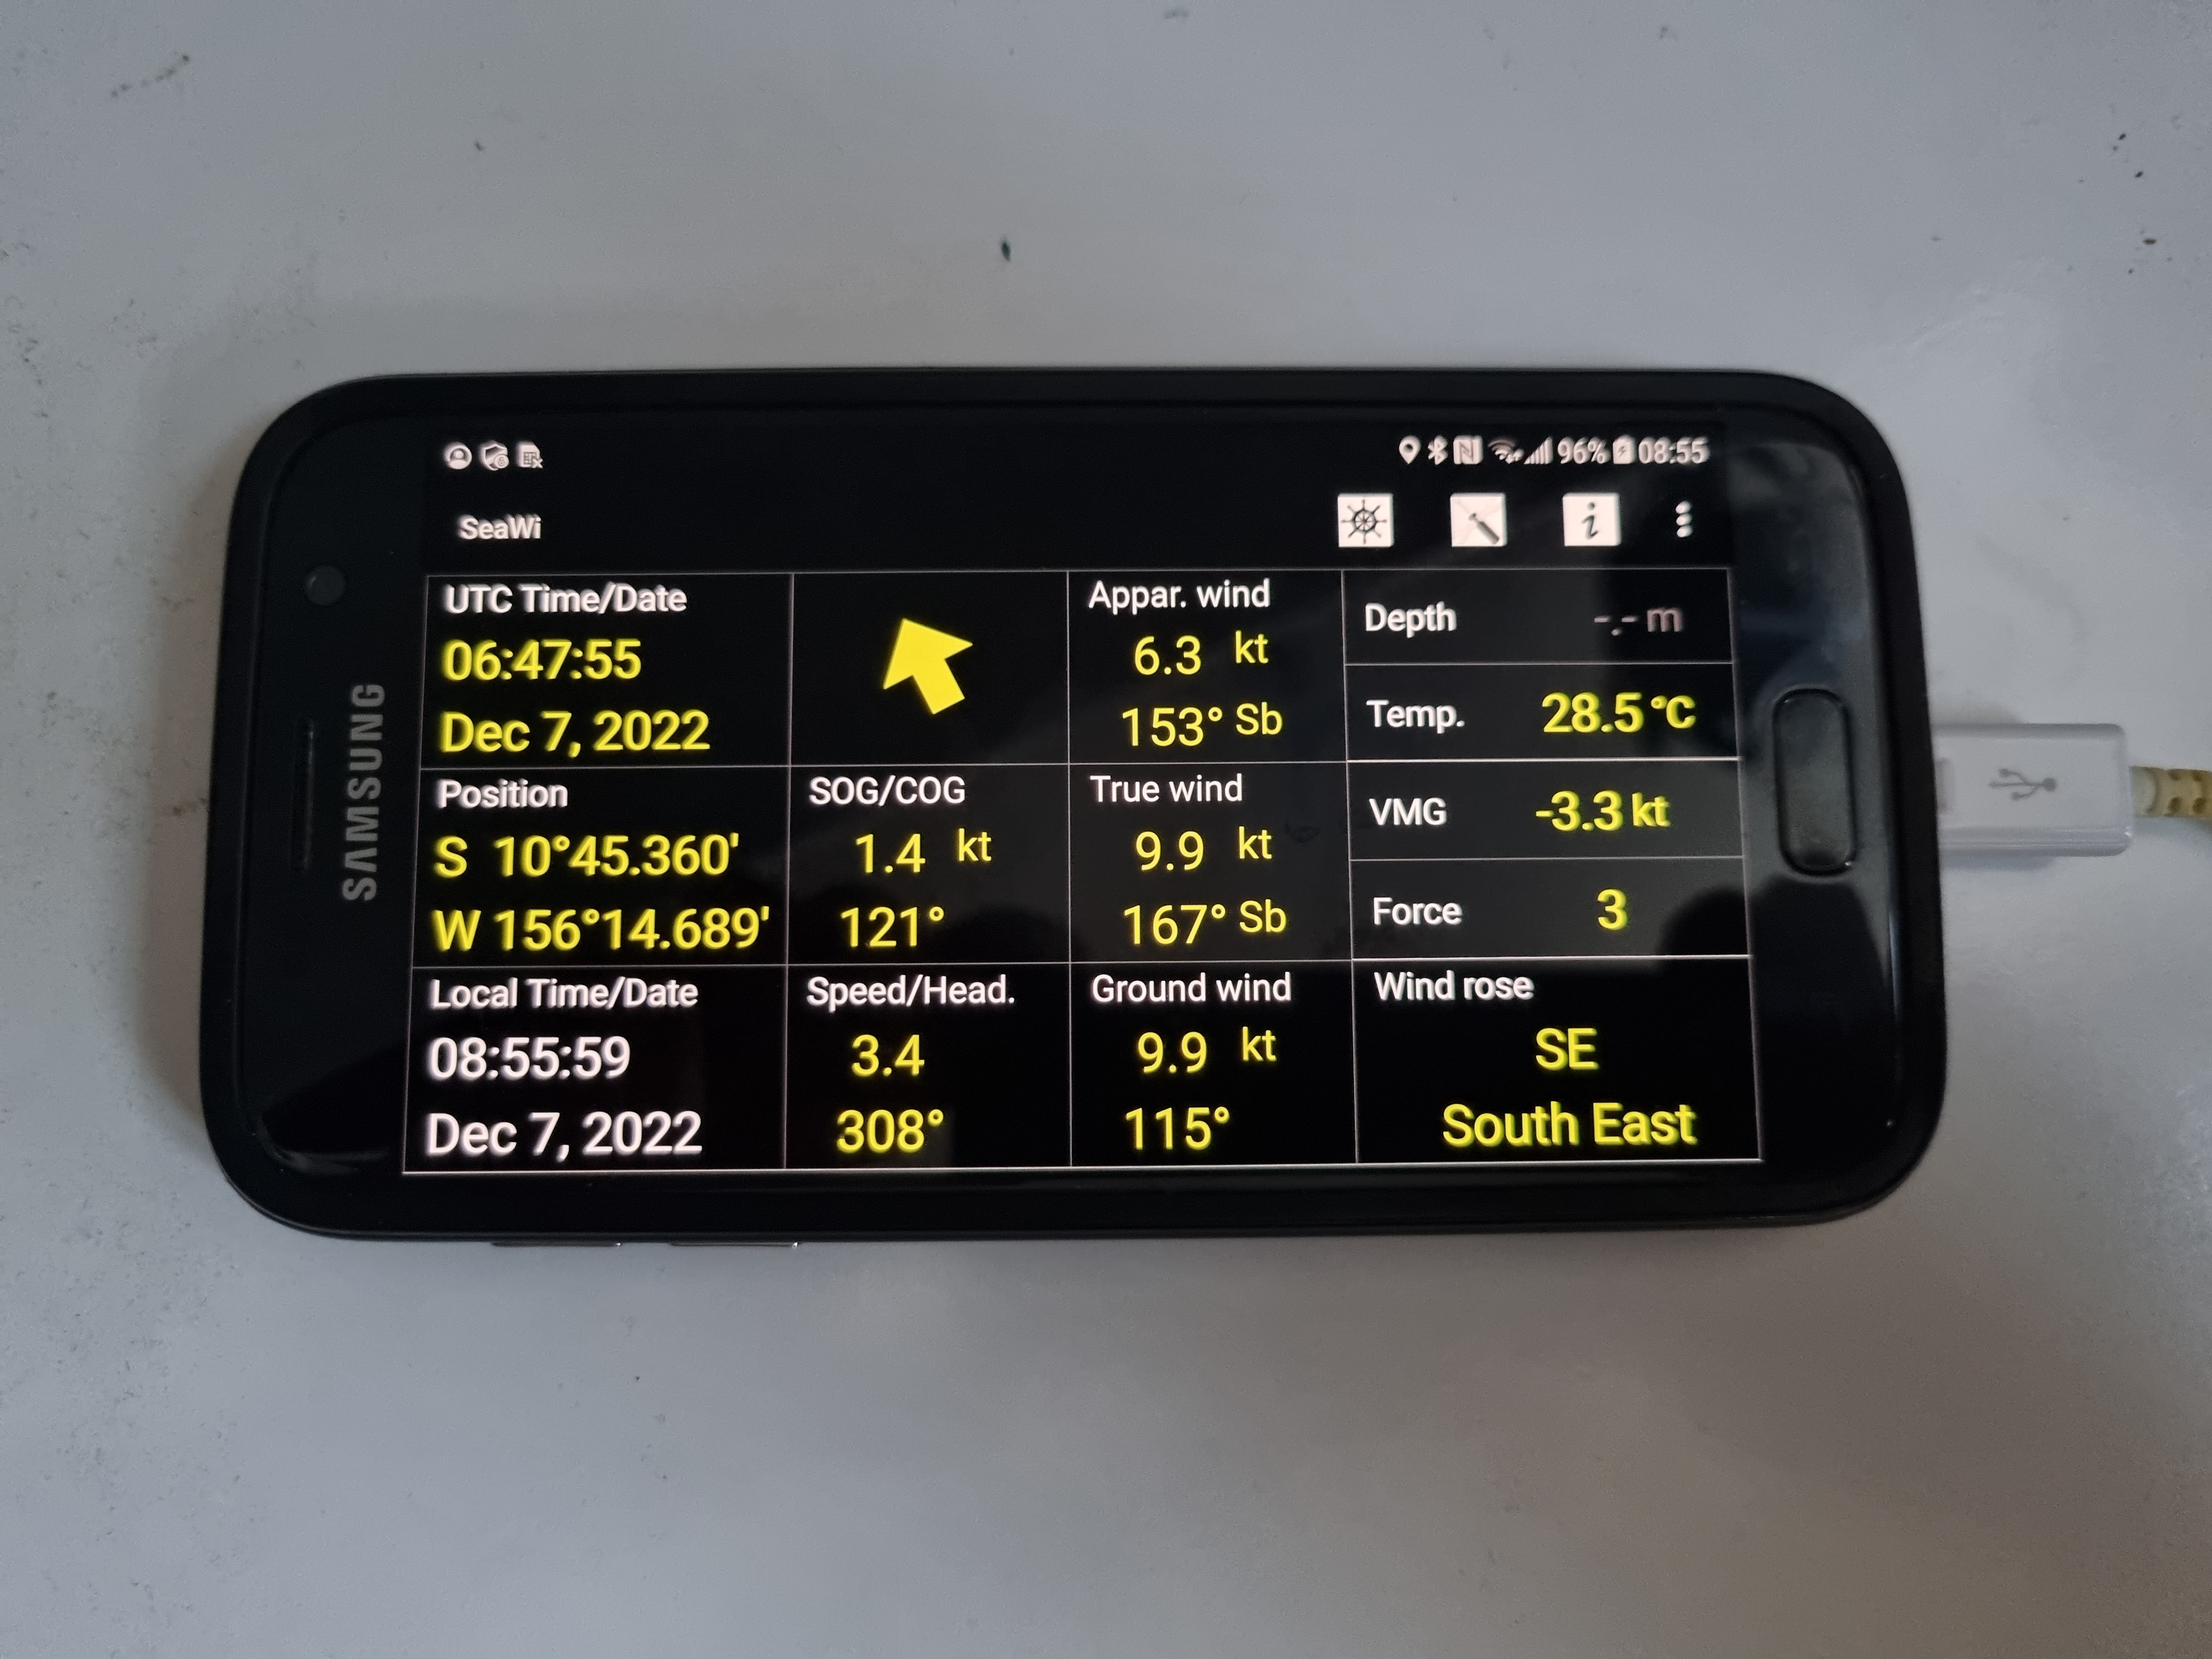 SAMSUNG
96% 08:55
SeaWi
UTC Time/Date
06:47:55
Dec 7, 2022
Position
S 10°45.360'
W 156°14.689'
Local Time/Date
08:55:59
Dec 7, 2022
SOG/COG
1.4 kt
121°
Speed/Head.
3.4
308°
Appar. wind
6.3 kt
153° Sb
True wind
9.9 kt
167° Sb
Ground wind
9.9 kt
115°
Depth -.- m
Temp. 28.5 °C
VMG -3.3 kt
Force 3
Wind rose
SE
South East